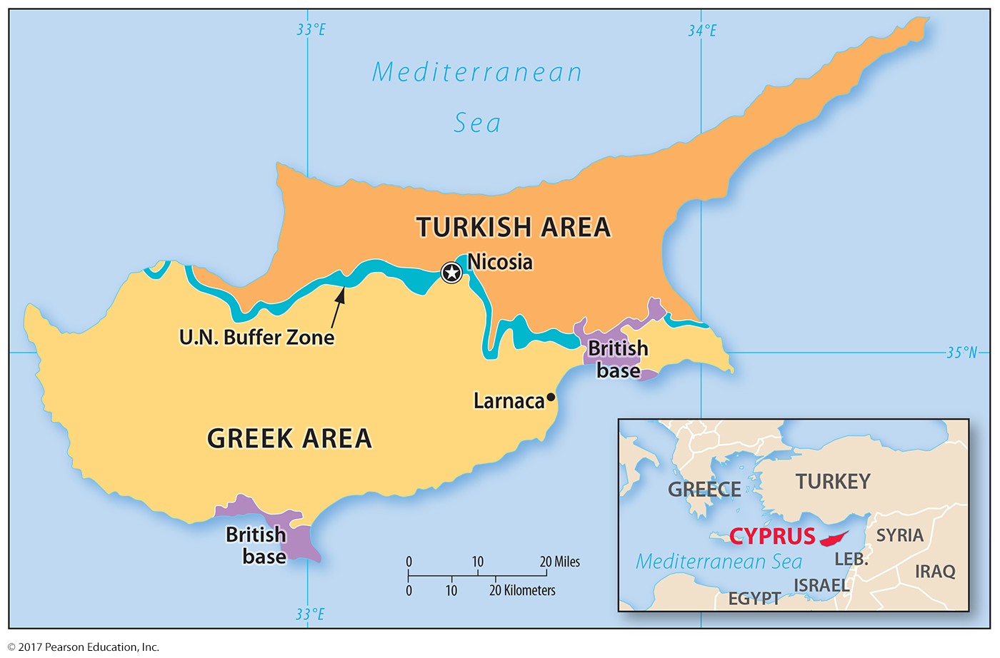 33°E
34°E
Mediterranean
Sea
TURKISH AREA
Nicosia
U.N. Buffer Zone
British
base
35°N
Larnaca
GREEK AREA
British
base
0 10 20 Miles
0 10 20 Kilometers
33°E
GREECE
TURKEY
CYPRUS
SYRIA
Mediterranean Sea
LEB.
IRAQ
ISRAEL
EGYPT
© 2017 Pearson Education, Inc.